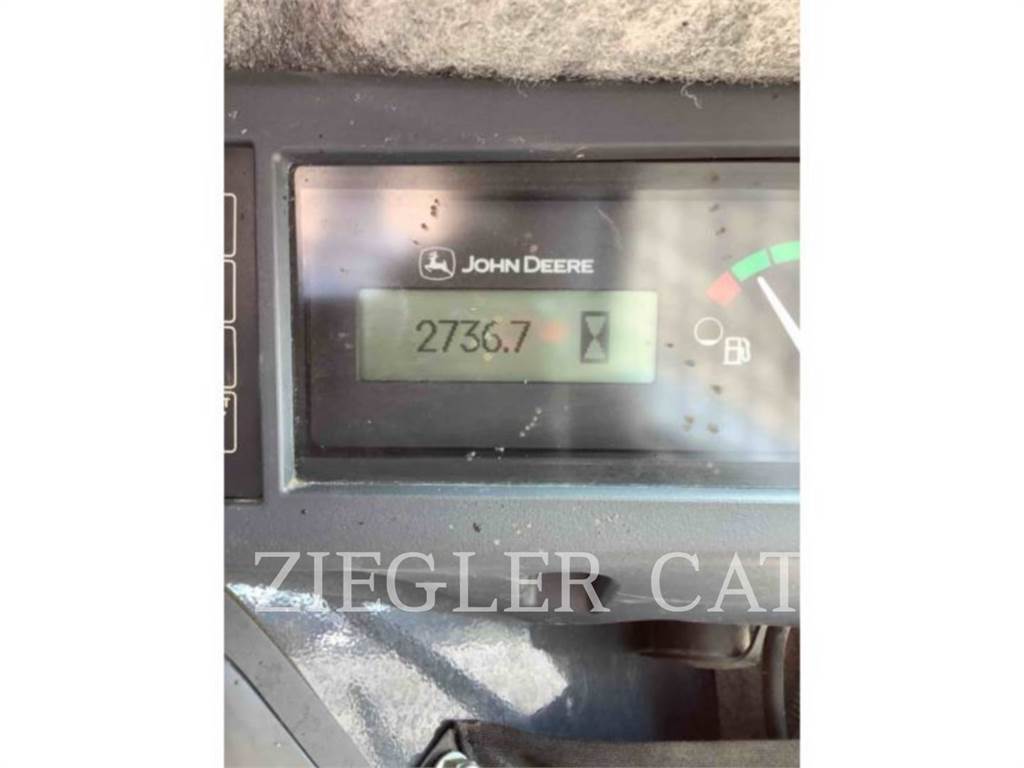 JOHN DEERE
2736.7
ZIEGLER CAT